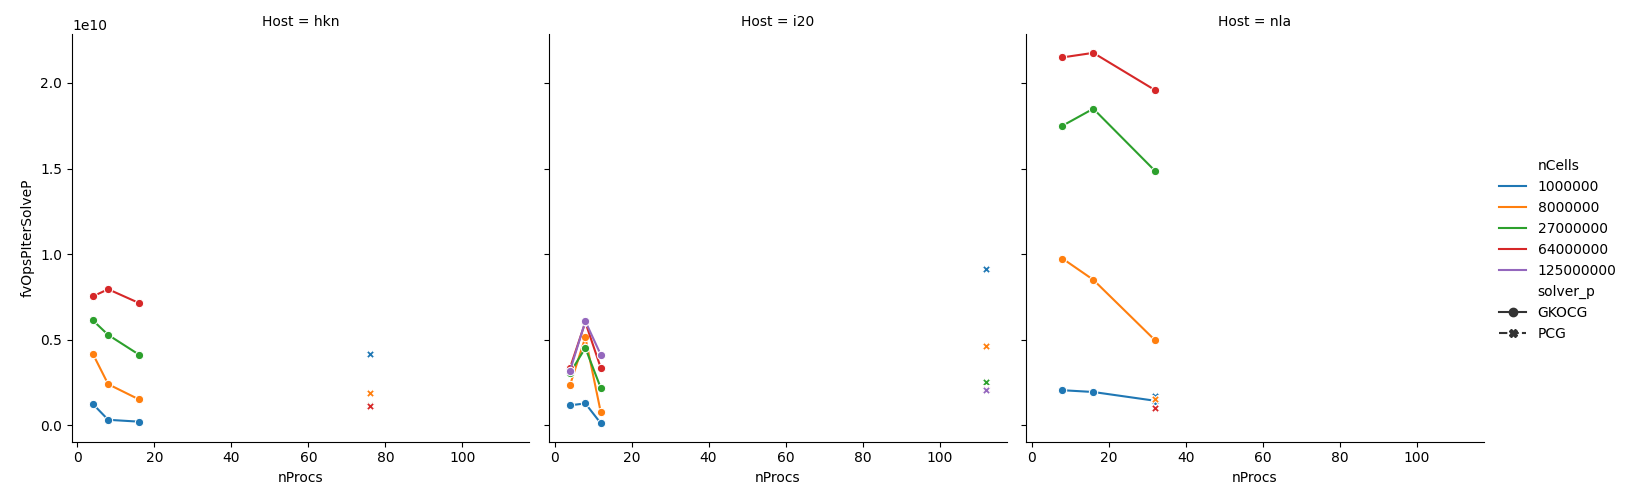 Host = hkn
Host = i20
Host = nla
1e10
2.0
1.5
1.0
0.5
0.0
fvOpsPIterSolveP
0 20 40 60 80 100
0 20 40 60 80 100
0 20 40 60 80 100
nProcs
nProcs
nProcs
nCells
1000000
8000000
27000000
64000000
125000000
solver_p
GKOCG
PCG